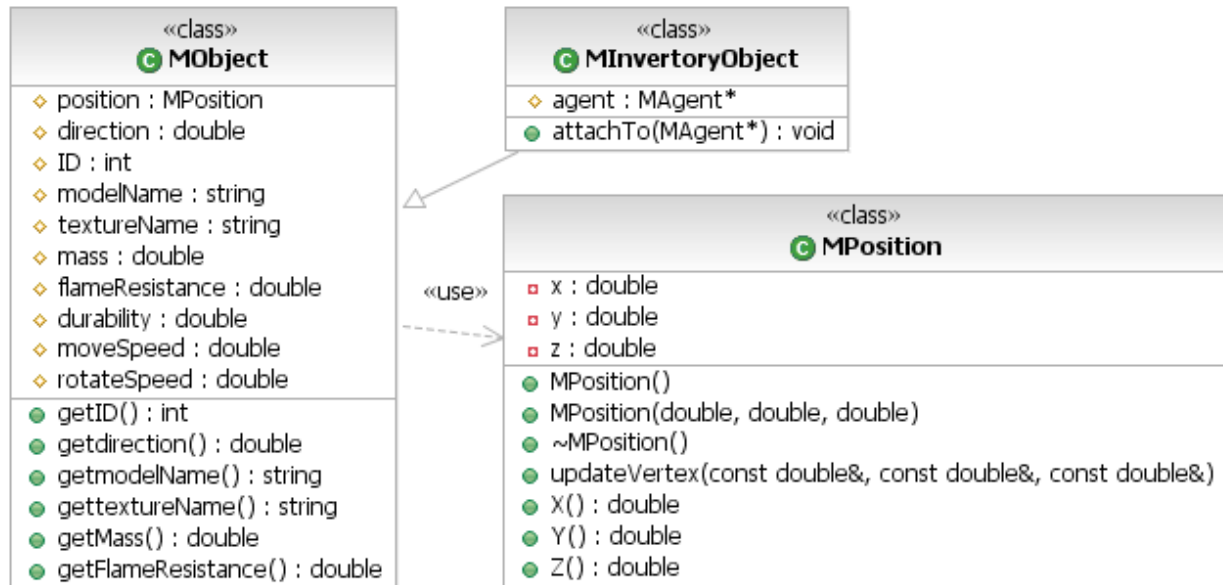 «class»
C MObject
position : MPosition
direction : double
ID : int
modelName : string
textureName : string
mass : double
flameResistance : double
durability : double
moveSpeed : double
rotateSpeed : double
getID() : int
getdirection() : double
getmodelName() : string
gettextureName() : string
getMass() : double
getFlameResistance() : double
«class»
C MInvertoryObject
agent : MAgent*
attachTo(MAgent*) : void
«use»
«class»
C MPosition
x : double
y : double
z : double
MPosition()
MPosition(double, double, double)
~MPosition()
updateVertex(const double&, const double&, const double&)
X() : double
Y() : double
Z() : double